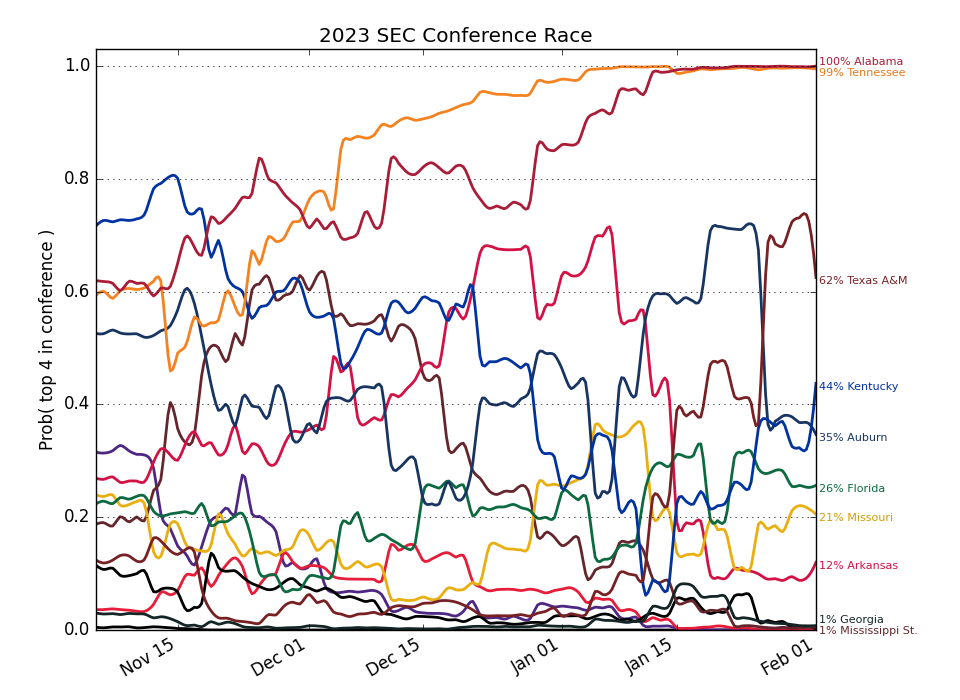 2023 SEC Conference Race
Prob( top 4 in conference )
1.0
0.8
0.6
0.4
0.2
0.0
100% Alabama
99% Tennessee
62% Texas A&M
44% Kentucky
35% Auburn
26% Florida
21% Missouri
12% Arkansas
1% Georgia
1% Mississippi St.
Nov 15
Dec 01
Dec 15
Jan 01
Jan 15
Feb 01